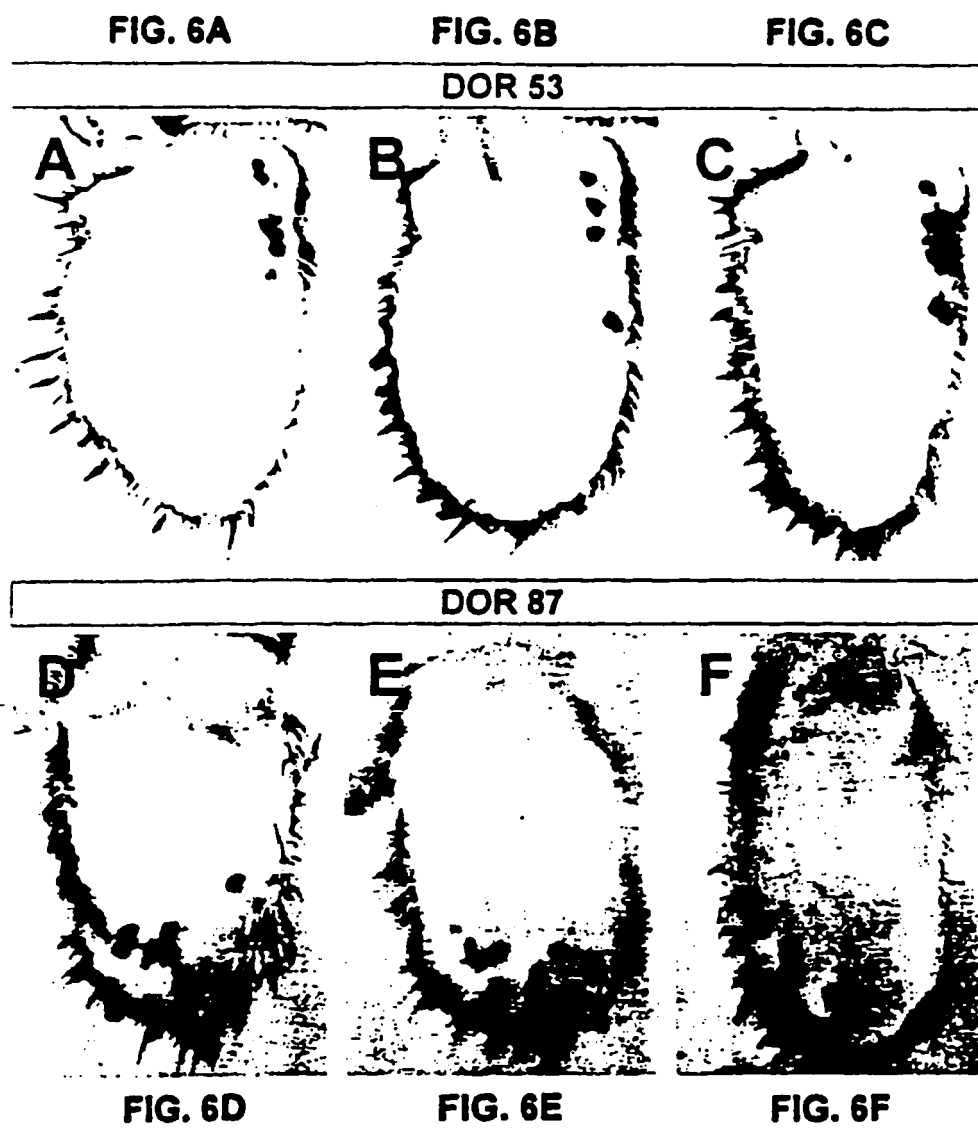 FIG. 6A FIG. 6B FIG. 6C
DOR 53
A B C
DOR 87
D E F
FIG. 6D FIG. 6E FIG. 6F